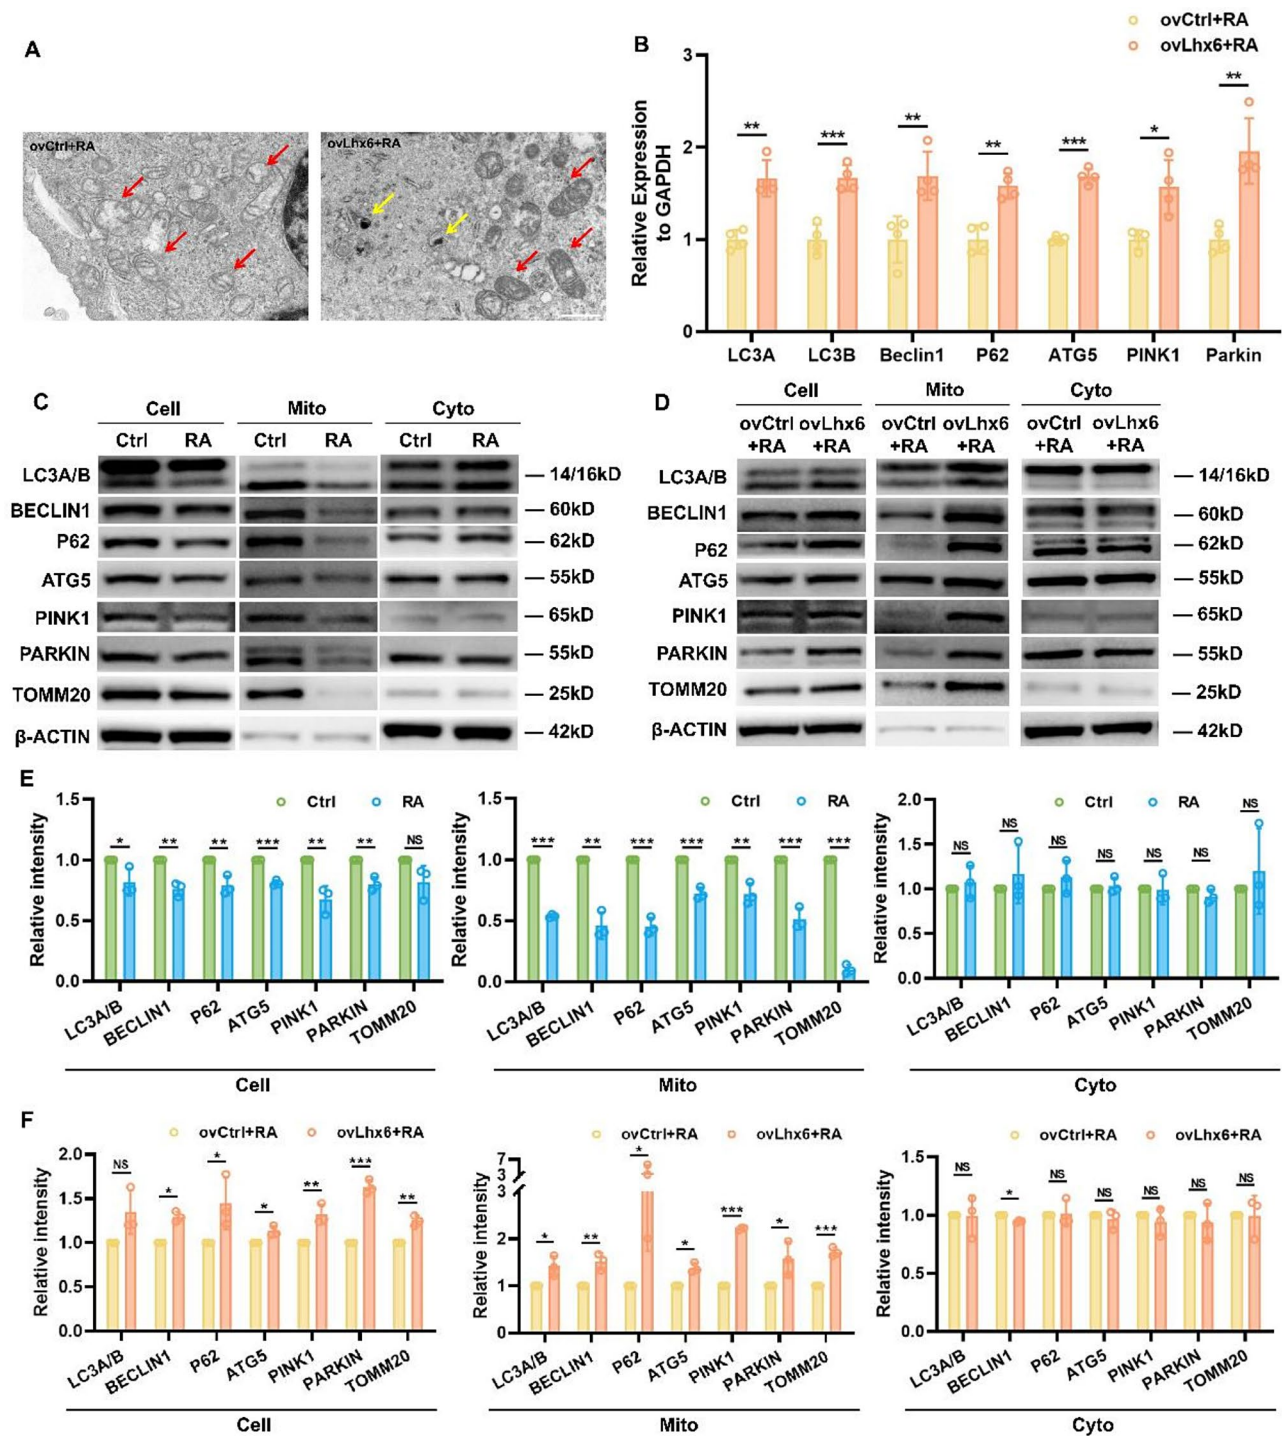 A
ovCtrl+RA
ovLhx6+RA
B
ovCtrl+RA
ovLhx6+RA
Relative Expression
to GAPDH
3
2
1
0
** *** ** ** *** * **
LC3A LC3B Beclin1 P62 ATG5 PINK1 Parkin
C
Cell Mito Cyto
Ctrl RA Ctrl RA Ctrl RA
LC3A/B 14/16kD
BECLIN1 60kD
P62 62kD
ATG5 55kD
PINK1 65kD
PARKIN 55kD
TOMM20 25kD
β-ACTIN 42kD
D
Cell Mito Cyto
ovCtrl ovLhx6 ovCtrl ovLhx6 ovCtrl ovLhx6
+RA +RA +RA +RA +RA +RA
LC3A/B 14/16kD
BECLIN1 60kD
P62 62kD
ATG5 55kD
PINK1 65kD
PARKIN 55kD
TOMM20 25kD
β-ACTIN 42kD
E
Ctrl RA
Relative intensity
1.5
1.0
0.5
0.0
* ** ** *** ** ** NS
LC3A/B BECLIN1 P62 ATG5 PINK1 PARKIN TOMM20
Cell
Ctrl RA
Relative intensity
1.5
1.0
0.5
0.0
*** ** *** *** ** *** ***
LC3A/B BECLIN1 P62 ATG5 PINK1 PARKIN TOMM20
Mito
Ctrl RA
Relative intensity
2.0
1.5
1.0
0.5
0.0
NS NS NS NS NS NS NS
LC3A/B BECLIN1 P62 ATG5 PINK1 PARKIN TOMM20
Cyto
F
ovCtrl+RA ovLhx6+RA
Relative intensity
2.0
1.5
1.0
0.5
0.0
NS * * * ** *** **
LC3A/B BECLIN1 P62 ATG5 PINK1 PARKIN TOMM20
Cell
ovCtrl+RA ovLhx6+RA
Relative intensity
7
3
3
2
1
0
* ** * * *** * ***
LC3A/B BECLIN1 P62 ATG5 PINK1 PARKIN TOMM20
Mito
ovCtrl+RA ovLhx6+RA
Relative intensity
1.5
1.0
0.5
0.0
NS * NS NS NS NS NS
LC3A/B BECLIN1 P62 ATG5 PINK1 PARKIN TOMM20
Cyto